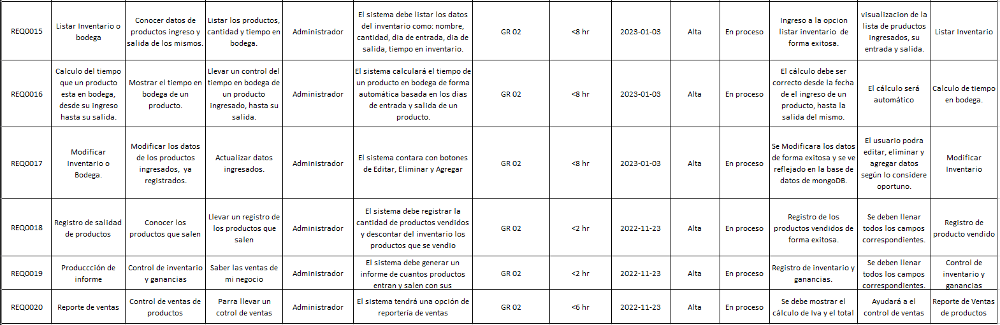 REQ0015
Listar Inventario o
bodega
Conocer datos de
productos ingreso y
salida de los mismos.
Listar los productos,
cantidad y tiempo en
bodega.
Administrador
El sistema debe listar los datos
del inventario como: nombre,
cantidad, dia de entrada, dia de
salida, tiempo en inventario.
GR 02
<8 hr
2023-01-03
Alta
En proceso
Ingreso a la opcion
listar inventario de
forma exitosa.
visualizacion de la
lista de pruductos
ingresados, su
entrada y salida.
Listar Inventario
REQ0016
Calculo del tiempo
que un producto
esta en bodega,
desde su ingreso
hasta su salida.
Mostrar el tiempo en
bodega de un
producto.
Llevar un control del
tiempo en bodega de
un producto
ingresado, hasta su
salida.
Administrador
El sistema calculará el tiempo de
un producto en bodega de forma
automática basada en los dias
de entrada y salida de un
producto.
GR 02
<8 hr
2023-01-03
Alta
En proceso
El cálculo debe ser
correcto desde la fecha
de el ingreso de un
producto, hasta la
salida del mismo.
El cálculo será
automático
Calculo de tiempo
en bodega.
REQ0017
Modificar
Inventario o
Bodega.
Modificar los datos
de los productos
ingresados, ya
registrados.
Actualizar datos
ingresados.
Administrador
El sistema contara con botones
de Editar, Eliminar y Agregar
GR 02
<8 hr
2023-01-03
Alta
En proceso
Se Modificara los datos
de forma exitosa y se ve
reflejado en la base de
datos de mongoDB.
El usuario podra
editar, eliminar y
agregar datos
según lo considere
oportuno.
Modificar
Inventario
REQ0018
Registro de salidad
de productos
Conocer los
productos que salen
Llevar un registro de
los productos que
salen
Administrador
El sistema debe registrar la
cantidad de productos vendidos
y descontar del inventario los
productos que se vendio
GR 02
<2 hr
2022-11-23
Alta
En proceso
Registro de los
productos vendidos de
forma exitosa.
Se deben llenar
todos los campos
correspondientes.
Registro de
producto vendido
REQ0019
Produccción de
informe
Control de inventario
y ganancias
Saber las ventas de
mi negocio
Administrador
El sistema debe generar un
informe de cuantos productos
entran y salen con sus
GR 02
<2 hr
2022-11-23
Alta
En proceso
Registro de inventario y
ganancias.
Se deben llenar
todos los campos
correspondientes.
Control de
inventario y
ganancias
REQ0020
Reporte de ventas
Control de ventas de
productos
Parra llevar un
cotrol de ventas
Administrador
El sistema tendrá una opción de
reportería de ventas
GR 02
<6 hr
2022-11-23
Alta
En proceso
Se debe mostrar el
cálculo de Iva y el total
Ayudará a el
control de ventas
Reporte de Ventas
de productos